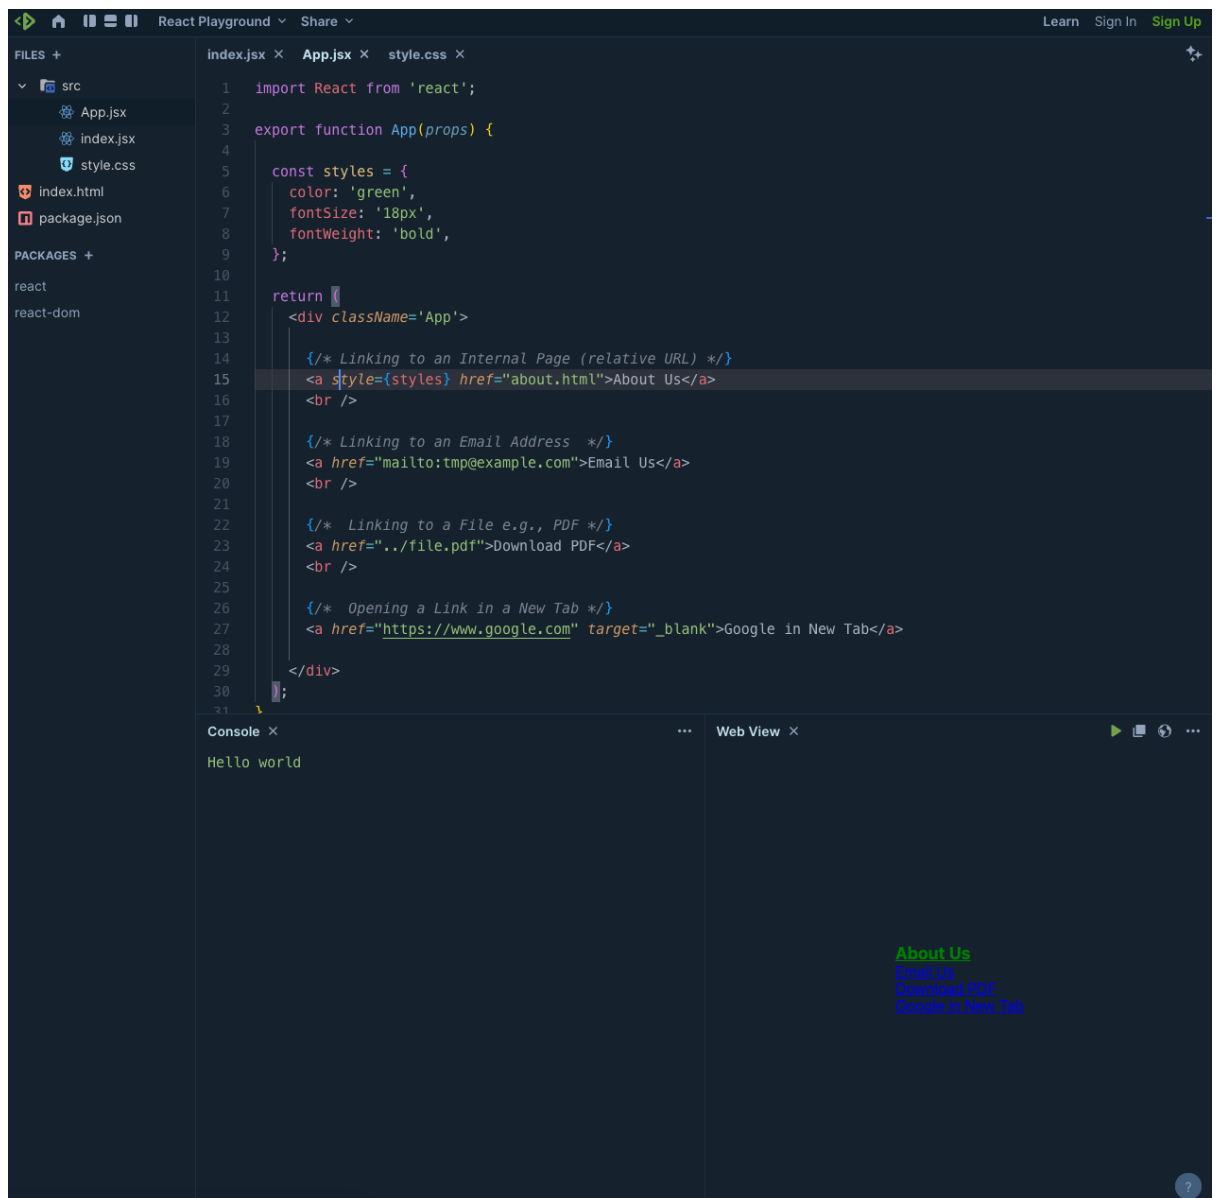 React Playground Share Learn Sign In Sign Up
FILES +
src
App.jsx
index.jsx
style.css
index.html
package.json
PACKAGES +
react
react-dom
index.jsx × App.jsx × style.css ×
1 import React from 'react';
2
3 export function App(props) {
4
5 const styles = {
6 color: 'green',
7 fontSize: '18px',
8 fontWeight: 'bold',
9 };
10
11 return (
12 <div className='App'>
13
14 {/* Linking to an Internal Page (relative URL) */}
15 <a style={styles} href="about.html">About Us</a>
16 <br />
17
18 {/* Linking to an Email Address  */}
19 <a href="mailto:tmp@example.com">Email Us</a>
20 <br />
21
22 {/*  Linking to a File e.g., PDF */}
23 <a href="../file.pdf">Download PDF</a>
24 <br />
25
26 {/*  Opening a Link in a New Tab */}
27 <a href="https://www.google.com" target="_blank">Google in New Tab</a>
28
29 </div>
30 );
31 }
Console ×
Hello world
Web View ×
About Us
Email Us
Download PDF
Google in New Tab
?